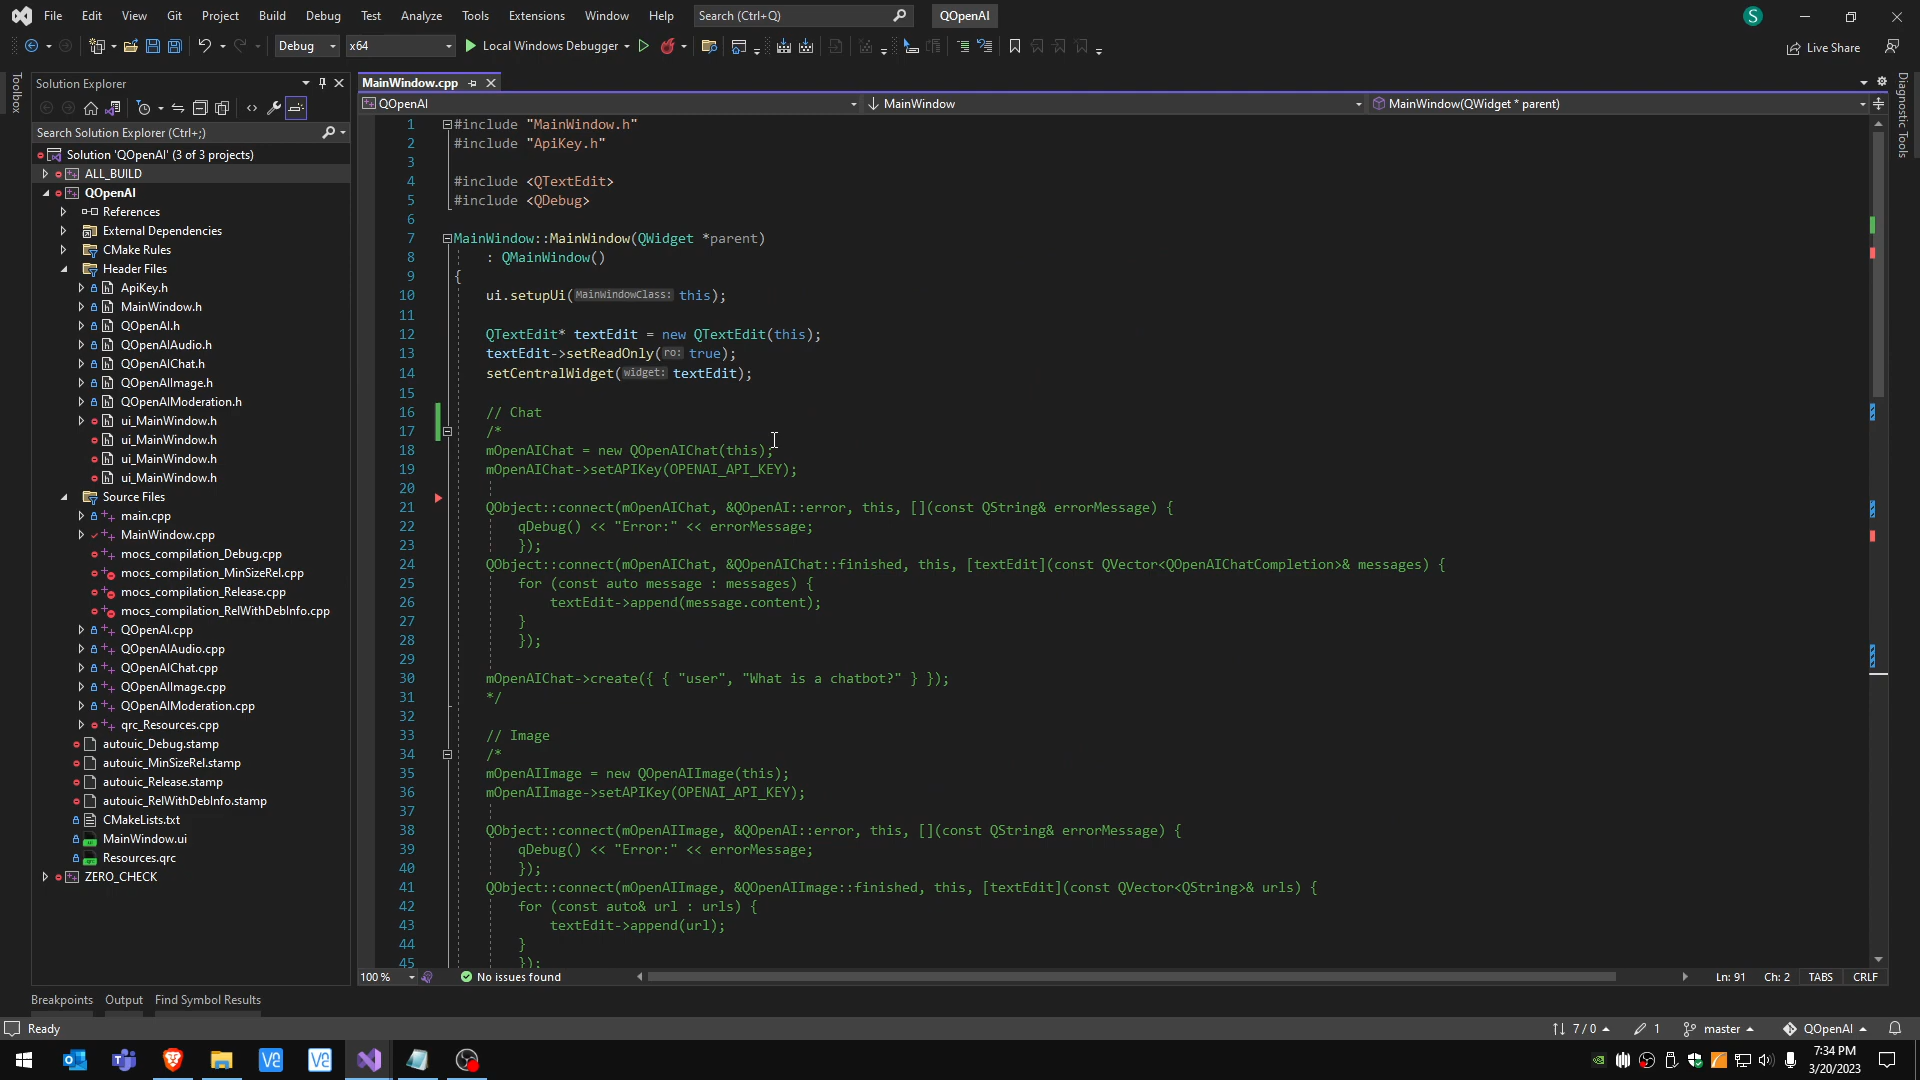 File Edit View Git Project Build Debug Test Analyze Tools Extensions Window Help Search (Ctrl+Q) QOpenAI S
Debug x64 Local Windows Debugger Live Share
Toolbox
Solution Explorer
Search Solution Explorer (Ctrl+;)
Solution 'QOpenAI' (3 of 3 projects)
ALL_BUILD
QOpenAI
References
External Dependencies
CMake Rules
Header Files
ApiKey.h
MainWindow.h
QOpenAI.h
QOpenAIAudio.h
QOpenAIChat.h
QOpenAIImage.h
QOpenAIModeration.h
ui_MainWindow.h
ui_MainWindow.h
ui_MainWindow.h
ui_MainWindow.h
Source Files
main.cpp
MainWindow.cpp
mocs_compilation_Debug.cpp
mocs_compilation_MinSizeRel.cpp
mocs_compilation_Release.cpp
mocs_compilation_RelWithDebInfo.cpp
QOpenAI.cpp
QOpenAIAudio.cpp
QOpenAIChat.cpp
QOpenAIImage.cpp
QOpenAIModeration.cpp
qrc_Resources.cpp
autouic_Debug.stamp
autouic_MinSizeRel.stamp
autouic_Release.stamp
autouic_RelWithDebInfo.stamp
CMakeLists.txt
MainWindow.ui
Resources.qrc
ZERO_CHECK
MainWindow.cpp
QOpenAI MainWindow MainWindow(QWidget * parent)
1 #include "MainWindow.h"
2 #include "ApiKey.h"
3
4 #include <QTextEdit>
5 #include <QDebug>
6
7 MainWindow::MainWindow(QWidget *parent)
8 : QMainWindow()
9 {
10 ui.setupUi(MainWindowClass: this);
11
12 QTextEdit* textEdit = new QTextEdit(this);
13 textEdit->setReadOnly(ro: true);
14 setCentralWidget(widget: textEdit);
15
16 // Chat
17 /*
18 mOpenAIChat = new QOpenAIChat(this);
19 mOpenAIChat->setAPIKey(OPENAI_API_KEY);
20
21 QObject::connect(mOpenAIChat, &QOpenAI::error, this, [](const QString& errorMessage) {
22 qDebug() << "Error:" << errorMessage;
23 });
24 QObject::connect(mOpenAIChat, &QOpenAIChat::finished, this, [textEdit](const QVector<QOpenAIChatCompletion>& messages) {
25 for (const auto message : messages) {
26 textEdit->append(message.content);
27 }
28 });
29
30 mOpenAIChat->create({ { "user", "What is a chatbot?" } });
31 */
32
33 // Image
34 /*
35 mOpenAIImage = new QOpenAIImage(this);
36 mOpenAIImage->setAPIKey(OPENAI_API_KEY);
37
38 QObject::connect(mOpenAIImage, &QOpenAI::error, this, [](const QString& errorMessage) {
39 qDebug() << "Error:" << errorMessage;
40 });
41 QObject::connect(mOpenAIImage, &QOpenAIImage::finished, this, [textEdit](const QVector<QString>& urls) {
42 for (const auto& url : urls) {
43 textEdit->append(url);
44 }
45 });
100 % No issues found Ln: 91 Ch: 2 TABS CRLF
Diagnostic Tools
Breakpoints Output Find Symbol Results
Ready 7 / 0 1 master QOpenAI
7:34 PM
3/20/2023